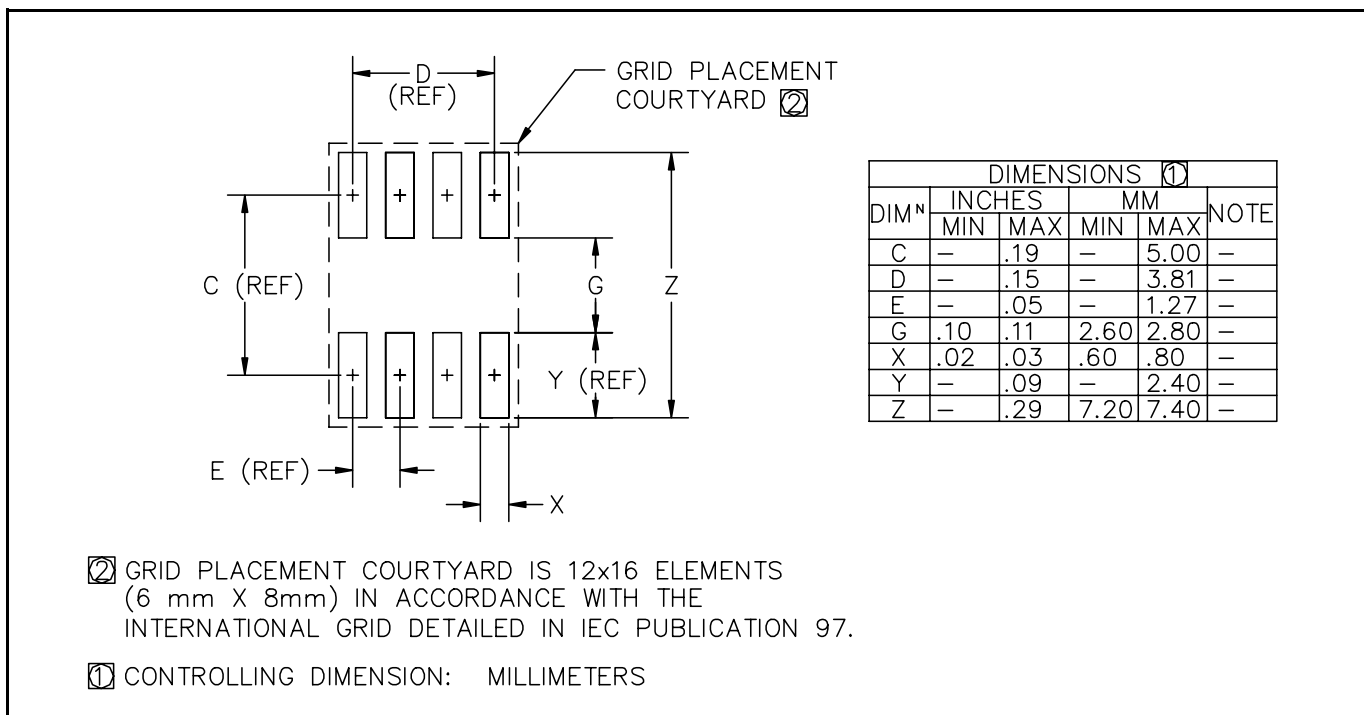 D
(REF)
GRID PLACEMENT
COURTYARD ②
C (REF)
G
Z
Y (REF)
E (REF)
X
DIMENSIONS ①
DIMᴺ INCHES MM NOTE
MIN MAX MIN MAX
C – .19 – 5.00 –
D – .15 – 3.81 –
E – .05 – 1.27 –
G .10 .11 2.60 2.80 –
X .02 .03 .60 .80 –
Y – .09 – 2.40 –
Z – .29 7.20 7.40 –
② GRID PLACEMENT COURTYARD IS 12x16 ELEMENTS
(6 mm X 8mm) IN ACCORDANCE WITH THE
INTERNATIONAL GRID DETAILED IN IEC PUBLICATION 97.
① CONTROLLING DIMENSION: MILLIMETERS